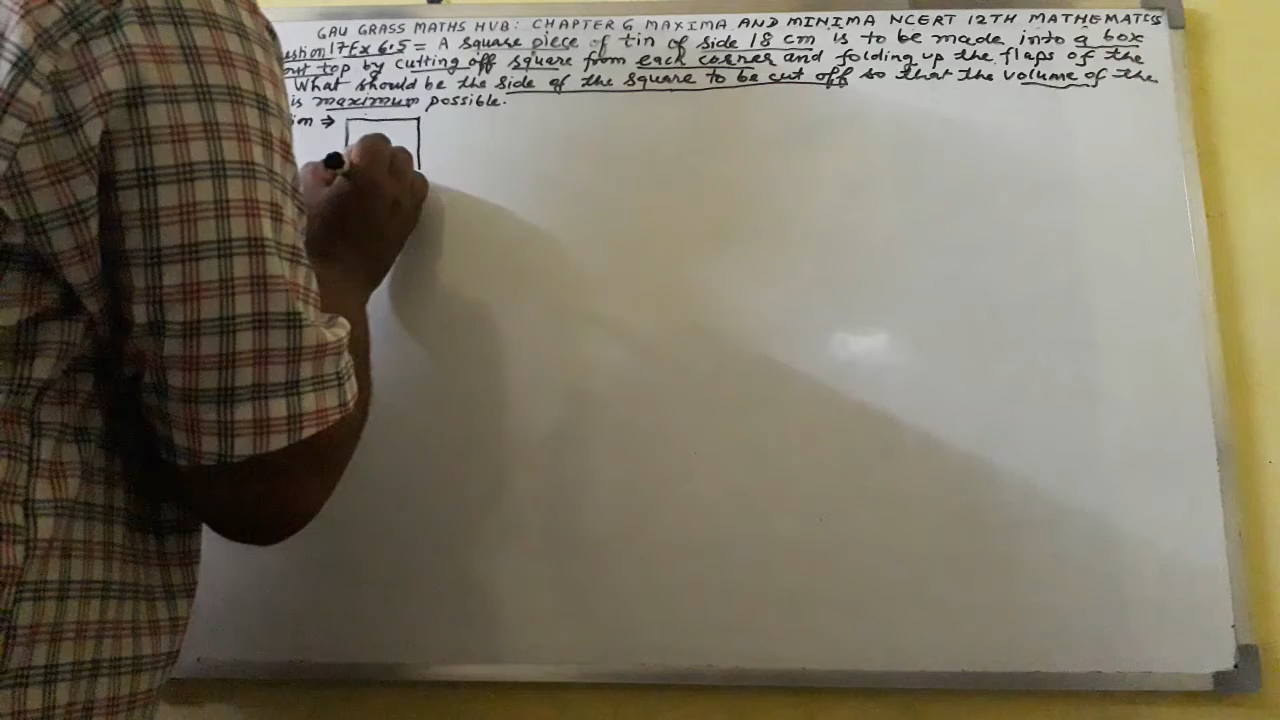 GAU GRASS MATHS HUB: CHAPTER 6 MAXIMA AND MINIMA NCERT 12TH MATHEMATICS
estion 17 Ex 6.5 = A square piece of tin of side 18 cm is to be made into a box
out top by cutting off square from each corner and folding up the flaps of the
What should be the side of the square to be cut off so that the volume of the
is maximum possible.
ion ⇒